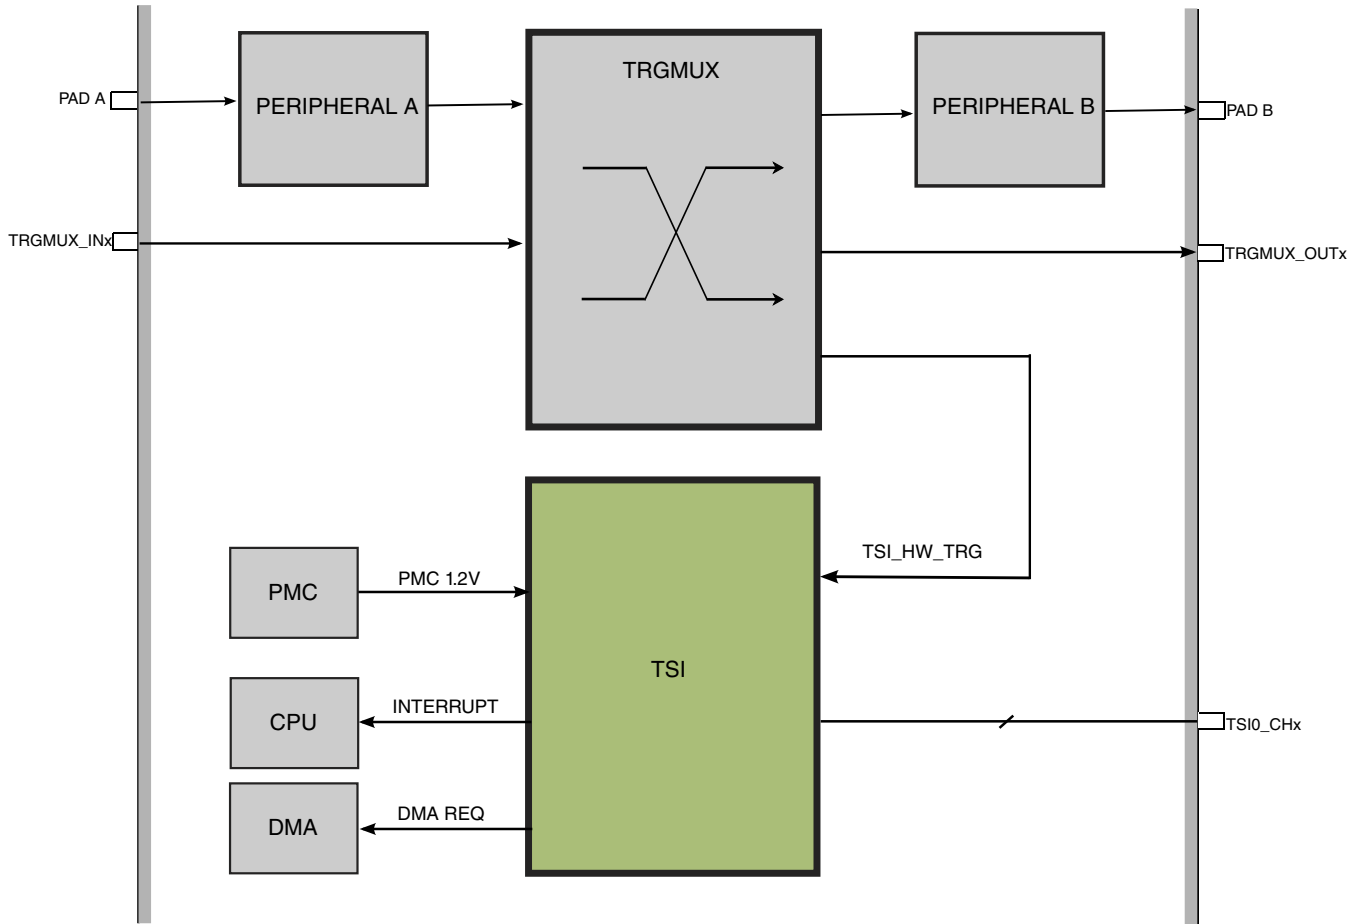 TRGMUX
PAD A
PERIPHERAL A
PERIPHERAL B
PAD B
TRGMUX_INx
TRGMUX_OUTx
TSI_HW_TRG
PMC
PMC 1.2V
TSI
CPU
INTERRUPT
TSI0_CHx
DMA
DMA REQ